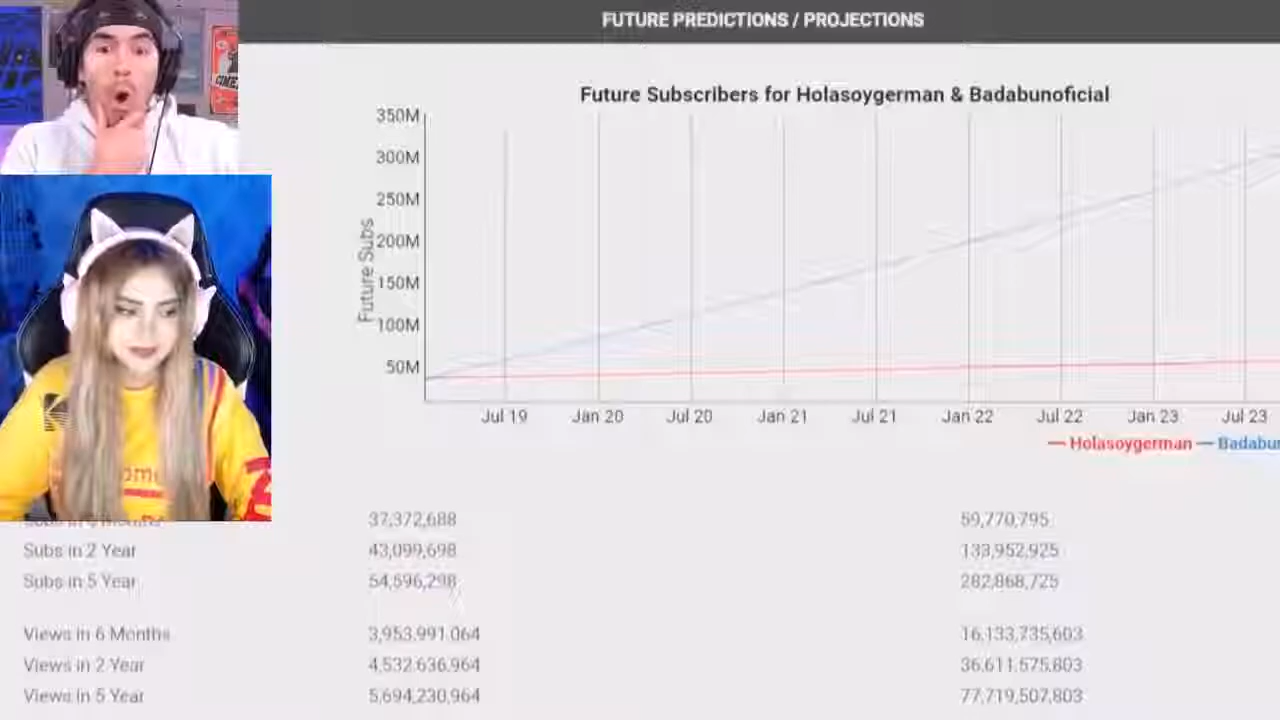 FUTURE PREDICTIONS / PROJECTIONS
Future Subscribers for Holasoygerman & Badabunoficial
350M
300M
250M
200M
150M
100M
50M
Future Subs
Jul 19 Jan 20 Jul 20 Jan 21 Jul 21 Jan 22 Jul 22 Jan 23 Jul 23
Holasoygerman Badabun
Subs in 6 Months 37,372,688 59,770,795
Subs in 2 Year 43,099,698 133,952,925
Subs in 5 Year 54,596,298 282,868,725
Views in 6 Months 3,953,991,064 16,133,735,603
Views in 2 Year 4,532,636,964 36,611,575,803
Views in 5 Year 5,694,230,964 77,719,507,803